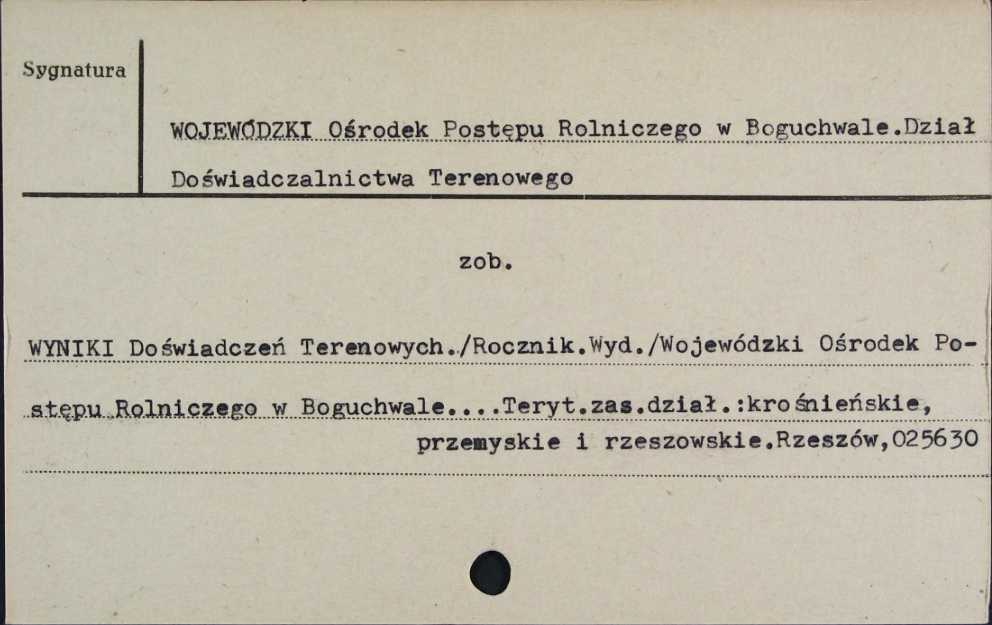 Sygnatura
WOJEWÓDZKI Ośrodek Postępu Rolniczego w Boguchwale.Dział
Doświadczalnictwa Terenowego
zob.
WYNIKI Doświadczeń Terenowych./Rocznik.Wyd./Wojewódzki Ośrodek Po-
stępu Rolniczego w Boguchwale....Teryt.zas.dział.:krośnieńskie,
przemyskie i rzeszowskie.Rzeszów,025630